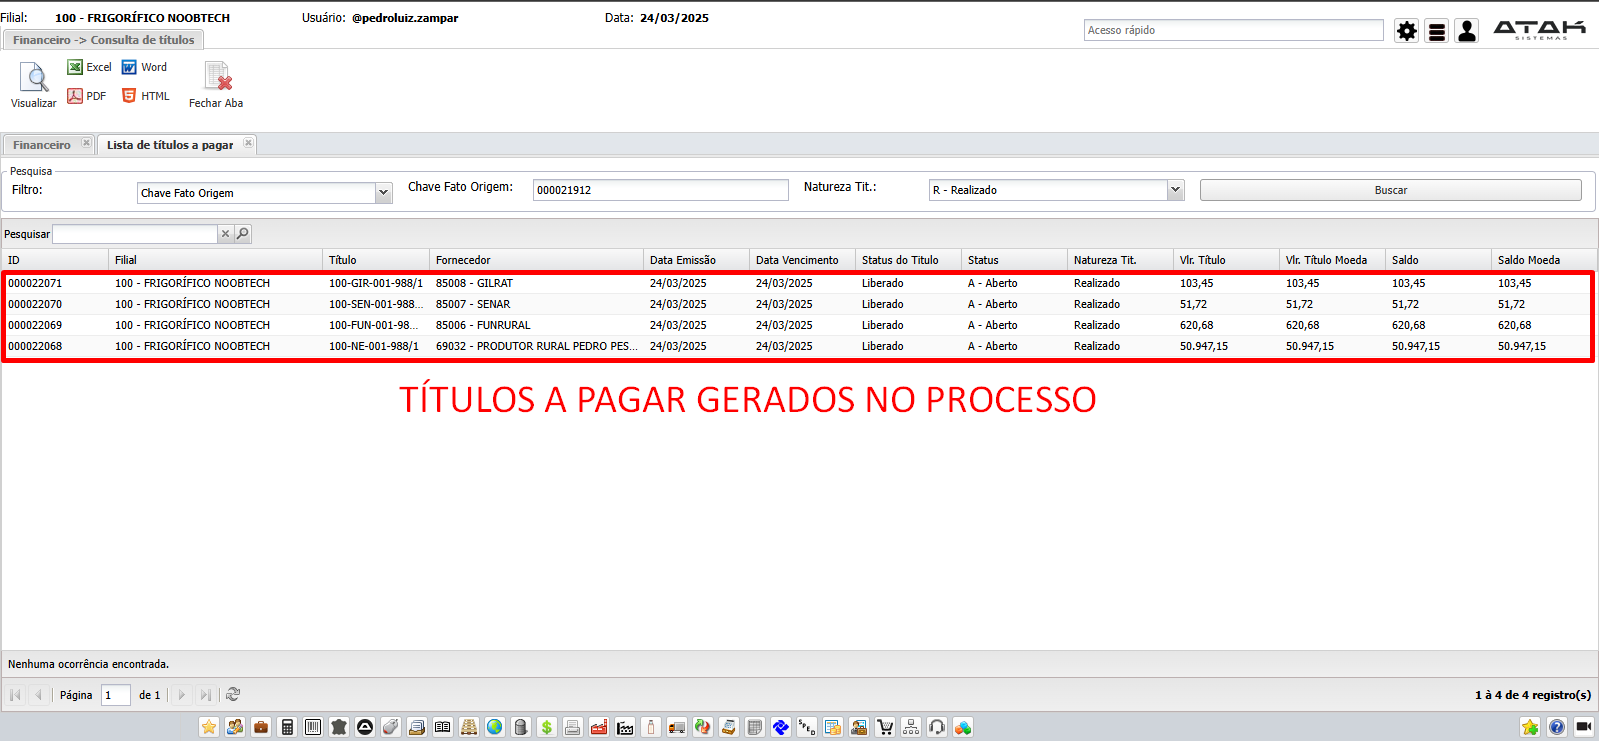 Filial: 100 - FRIGORÍFICO NOOBTECH Usuário: @pedroluiz.zampar Data: 24/03/2025
Acesso rápido
ATAK
SISTEMAS
Financeiro -> Consulta de títulos
Visualizar
Excel
Word
PDF
HTML
Fechar Aba
Financeiro
Lista de títulos a pagar
Pesquisa
Filtro: Chave Fato Origem Chave Fato Origem: 000021912 Natureza Tit.: R - Realizado Buscar
Pesquisar
ID Filial Título Fornecedor Data Emissão Data Vencimento Status do Titulo Status Natureza Tit. Vlr. Título Vlr. Título Moeda Saldo Saldo Moeda
000022071 100 - FRIGORÍFICO NOOBTECH 100-GIR-001-988/1 85008 - GILRAT 24/03/2025 24/03/2025 Liberado A - Aberto Realizado 103,45 103,45 103,45 103,45
000022070 100 - FRIGORÍFICO NOOBTECH 100-SEN-001-988... 85007 - SENAR 24/03/2025 24/03/2025 Liberado A - Aberto Realizado 51,72 51,72 51,72 51,72
000022069 100 - FRIGORÍFICO NOOBTECH 100-FUN-001-98... 85006 - FUNRURAL 24/03/2025 24/03/2025 Liberado A - Aberto Realizado 620,68 620,68 620,68 620,68
000022068 100 - FRIGORÍFICO NOOBTECH 100-NE-001-988/1 69032 - PRODUTOR RURAL PEDRO PES... 24/03/2025 24/03/2025 Liberado A - Aberto Realizado 50.947,15 50.947,15 50.947,15 50.947,15
TÍTULOS A PAGAR GERADOS NO PROCESSO
Nenhuma ocorrência encontrada.
Página 1 de 1
1 à 4 de 4 registro(s)
SPED